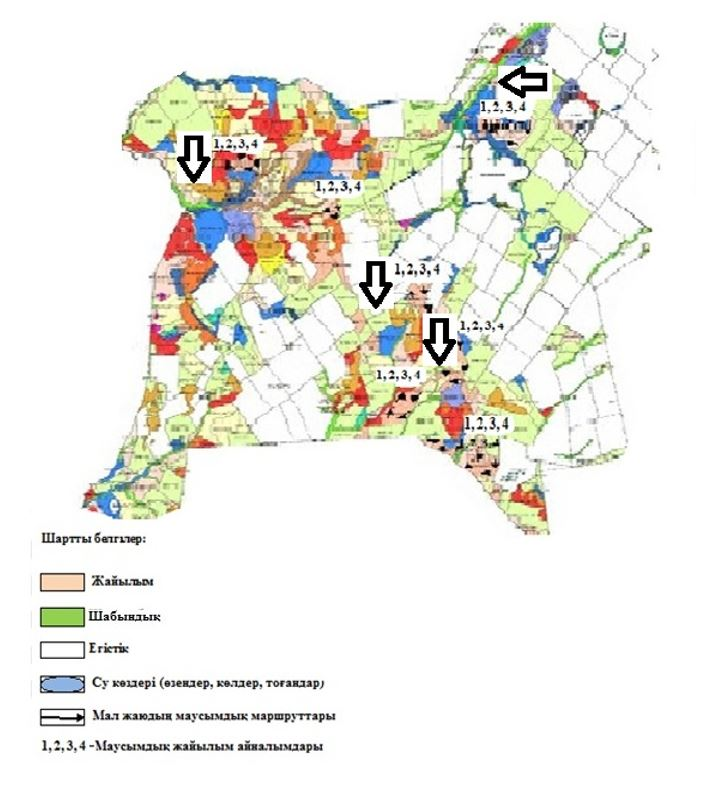 1, 2, 3, 4
1, 2, 3, 4
1, 2, 3, 4
1, 2, 3, 4
1, 2, 3, 4
1, 2, 3, 4
1, 2, 3, 4
Шартты белгілер:
Жайылым
Шабындық
Егістік
Су көздері (өзендер, көлдер, тоғандар)
Мал жаюдың маусымдық маршруттары
1, 2, 3, 4 -Маусымдық жайылым айналымдары